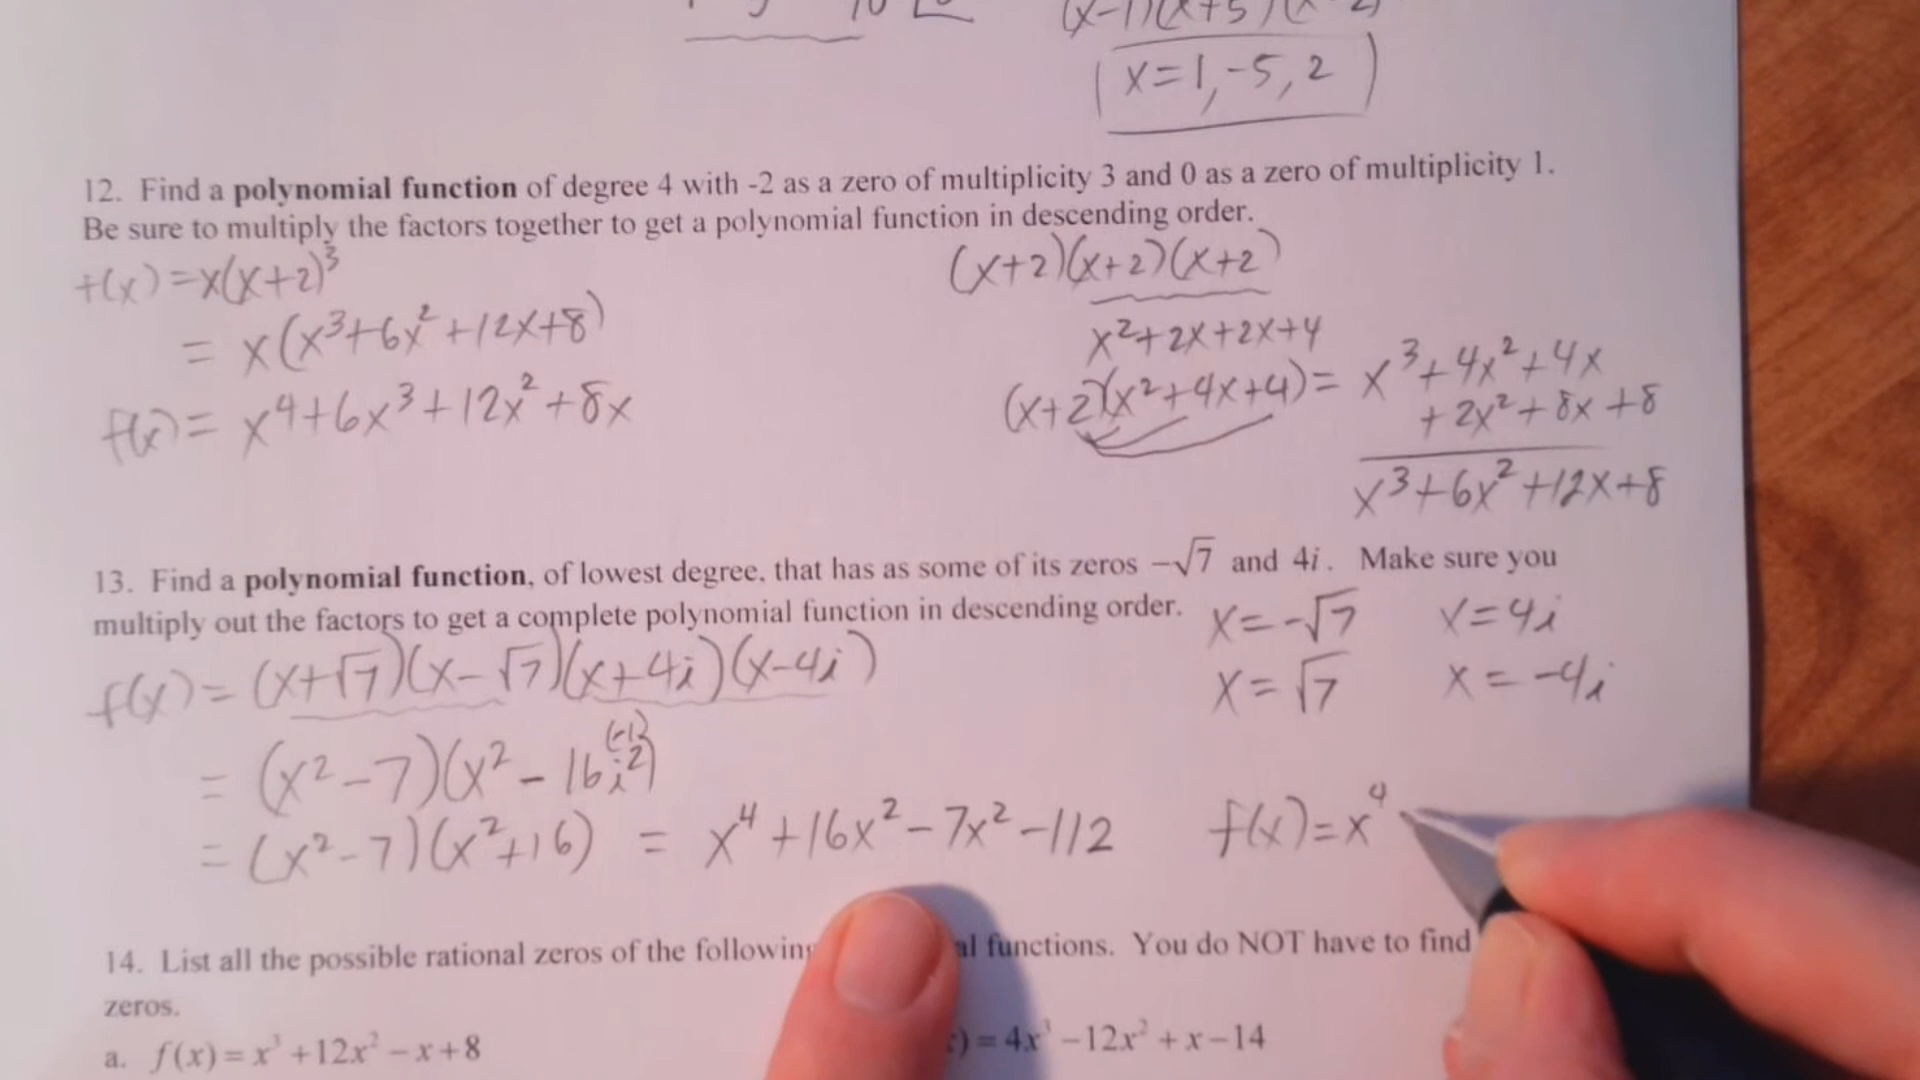 (x-1)(x+5)(x-2)
x=1,-5,2
12. Find a polynomial function of degree 4 with -2 as a zero of multiplicity 3 and 0 as a zero of multiplicity 1.
Be sure to multiply the factors together to get a polynomial function in descending order.
f(x)=x(x+2)³
= x(x³+6x²+12x+8)
f(x)= x⁴+6x³+12x²+8x
(x+2)(x+2)(x+2)
x²+2x+2x+4
(x+2)(x²+4x+4)= x³+4x²+4x
+2x²+8x+8
x³+6x²+12x+8
13. Find a polynomial function, of lowest degree, that has as some of its zeros -√7 and 4i. Make sure you
multiply out the factors to get a complete polynomial function in descending order.
x=-√7 x=4i
x=√7 x=-4i
f(x)=(x+√7)(x-√7)(x+4i)(x-4i)
(-1)
= (x²-7)(x²-16i²)
= (x²-7)(x²+16) = x⁴+16x²-7x²-112 f(x)=x⁴
14. List all the possible rational zeros of the following functions. You do NOT have to find
zeros.
a. f(x)=x³+12x²-x+8 )=4x³-12x²+x-14